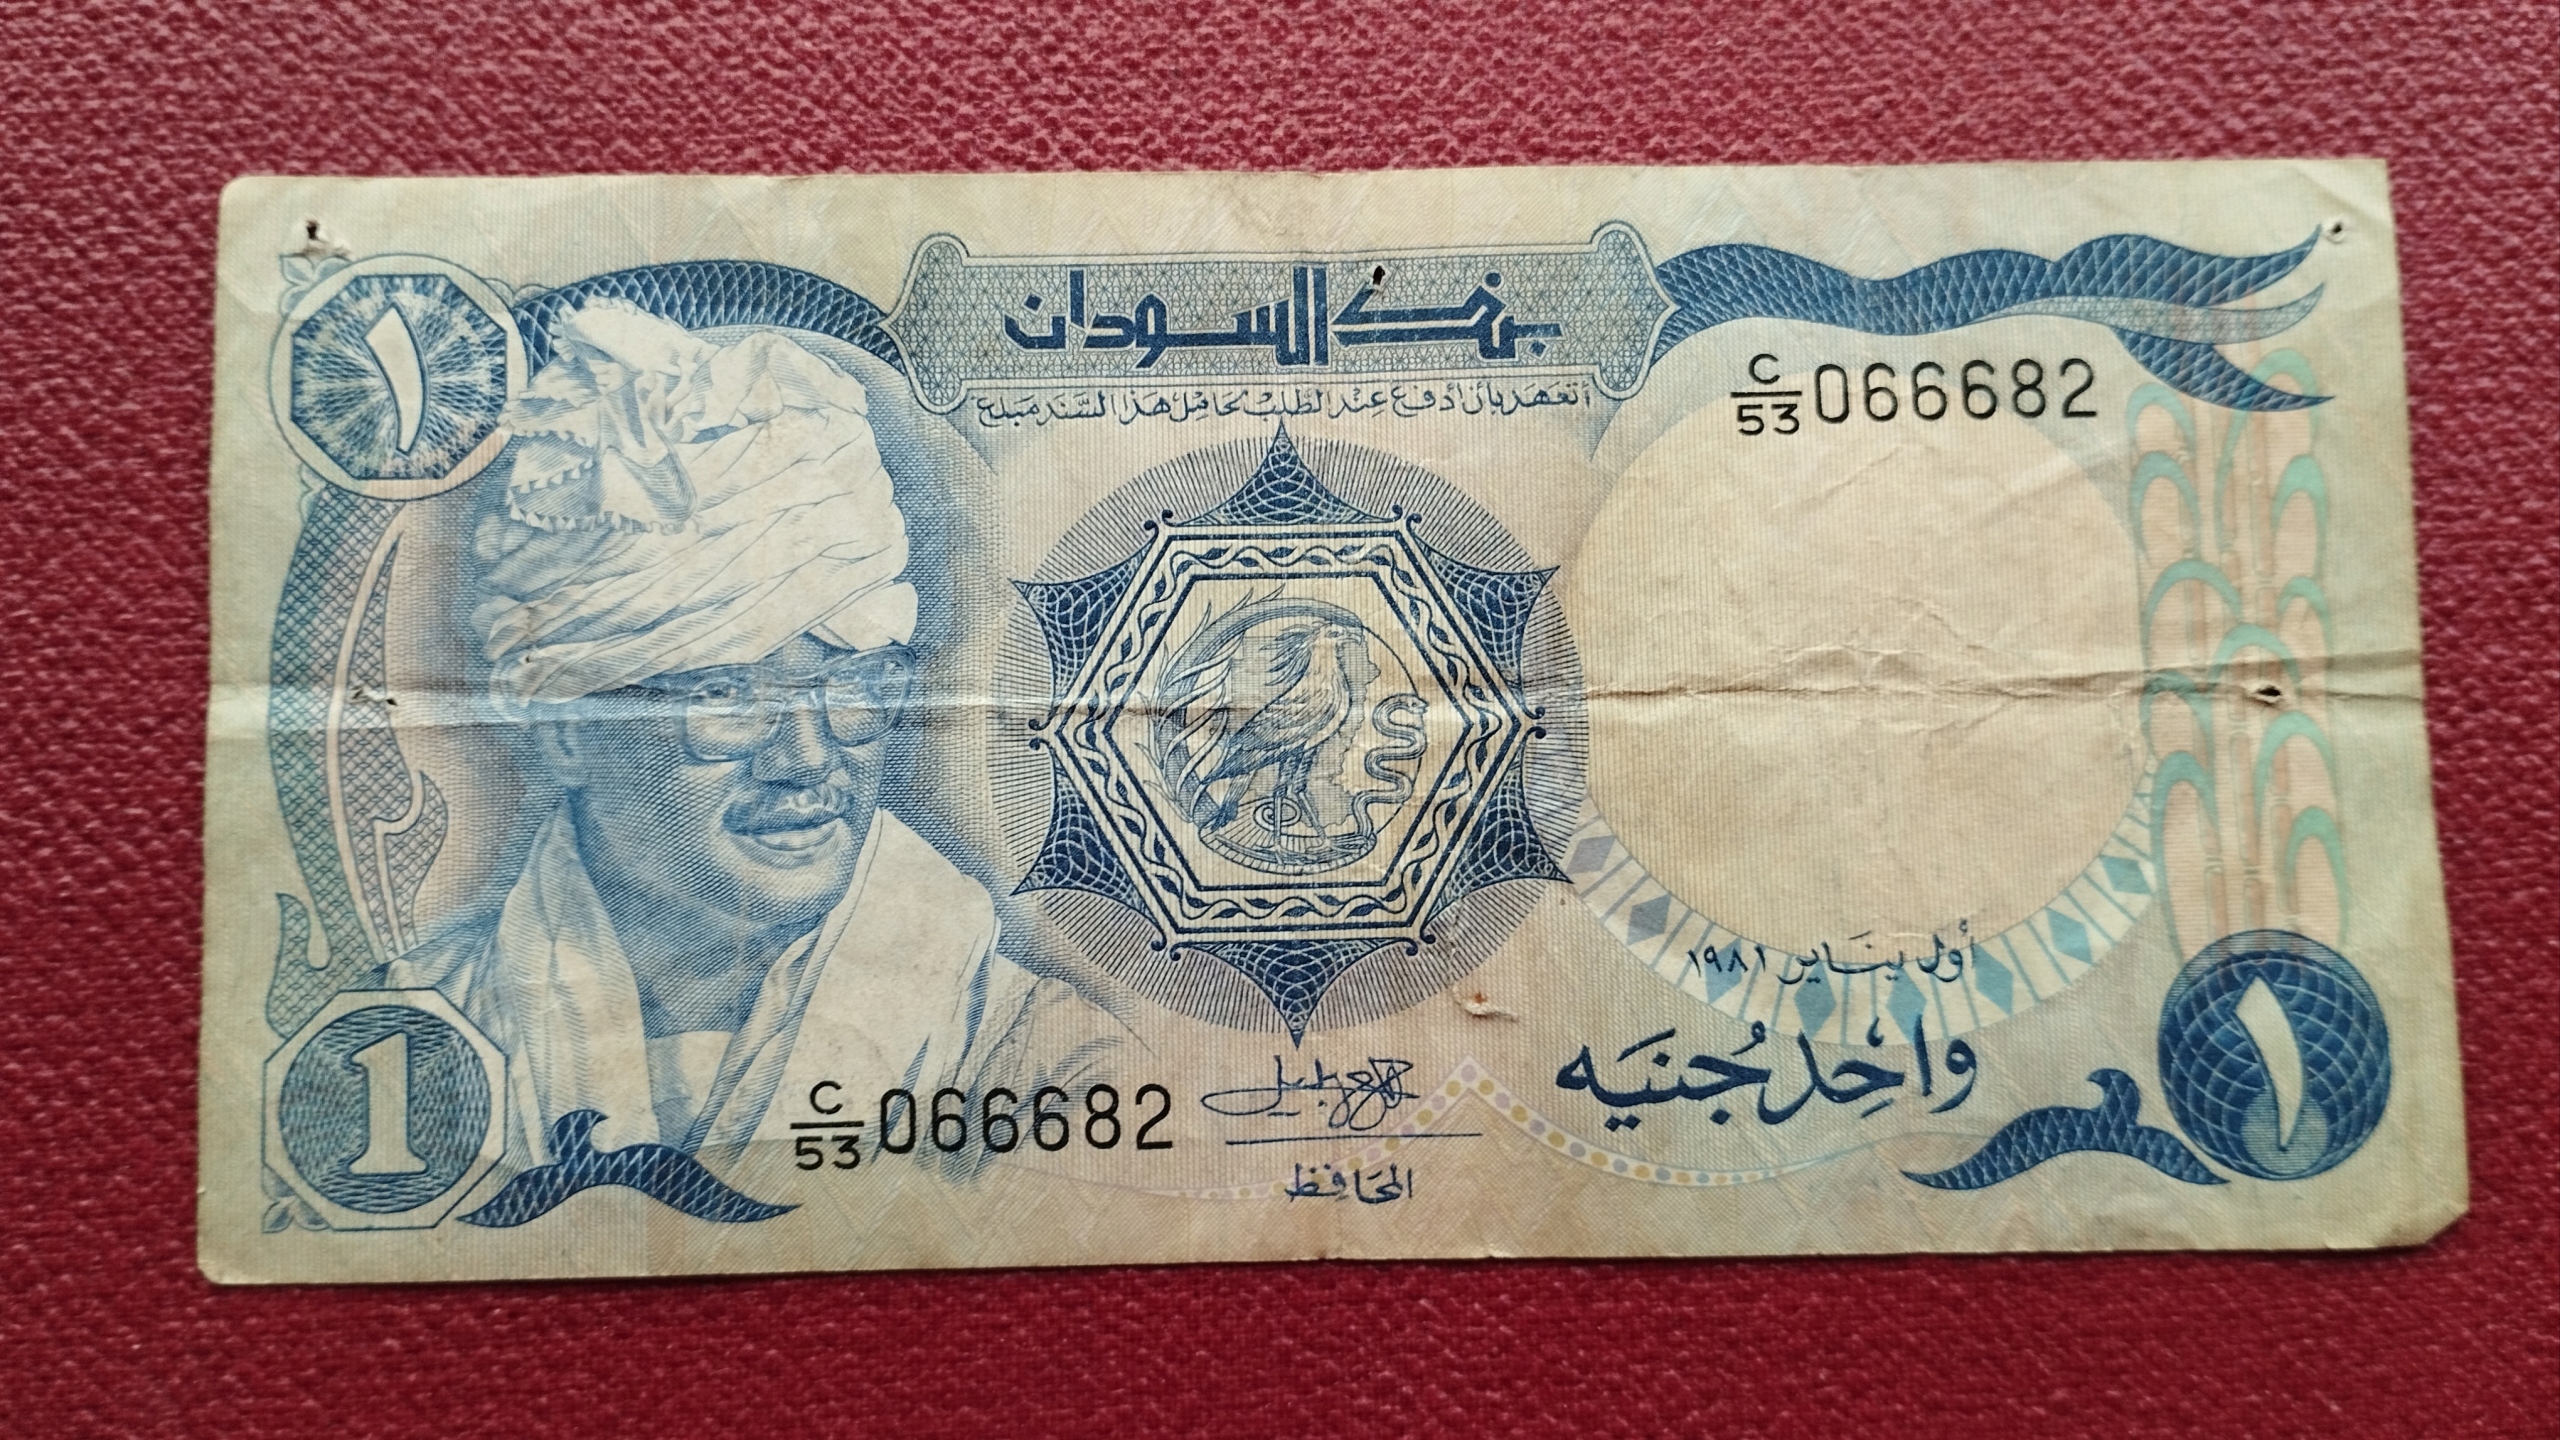 بنك السودان
أتعهد بأن أدفع عند الطلب لحامل هذا السند مبلغ
١
C/53 066682
أول يناير ١٩٨١
واحد جنيه
١
1
C/53 066682
المحافظ